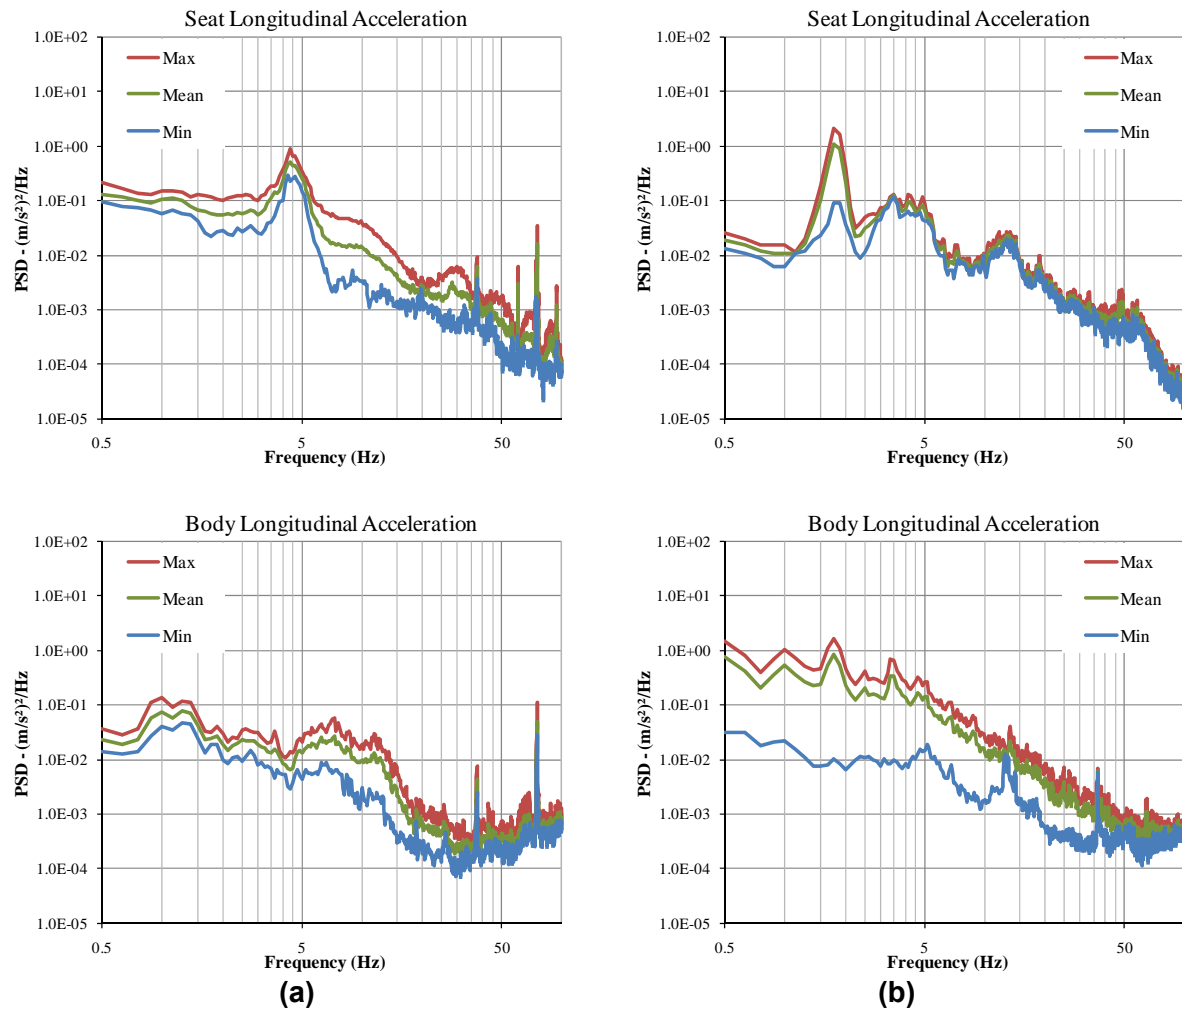 Seat Longitudinal Acceleration
1.0E+02
1.0E+01
1.0E+00
1.0E-01
1.0E-02
1.0E-03
1.0E-04
1.0E-05
PSD - (m/s²)²/Hz
Max
Mean
Min
0.5 5 50
Frequency (Hz)
Seat Longitudinal Acceleration
1.0E+02
1.0E+01
1.0E+00
1.0E-01
1.0E-02
1.0E-03
1.0E-04
1.0E-05
PSD - (m/s²)²/Hz
Max
Mean
Min
0.5 5 50
Frequency (Hz)
Body Longitudinal Acceleration
1.0E+02
1.0E+01
1.0E+00
1.0E-01
1.0E-02
1.0E-03
1.0E-04
1.0E-05
PSD - (m/s²)²/Hz
Max
Mean
Min
0.5 5 50
Frequency (Hz)
(a)
Body Longitudinal Acceleration
1.0E+02
1.0E+01
1.0E+00
1.0E-01
1.0E-02
1.0E-03
1.0E-04
1.0E-05
PSD - (m/s²)²/Hz
Max
Mean
Min
0.5 5 50
Frequency (Hz)
(b)